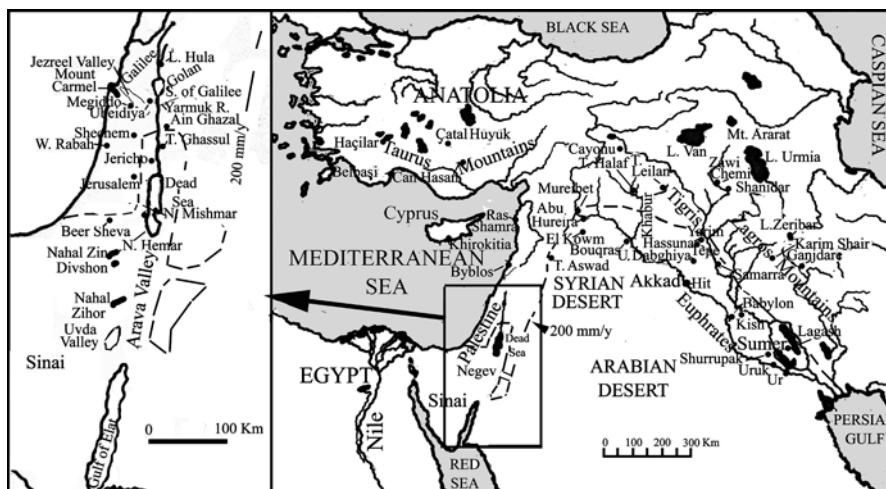 Jezreel Valley
Mount
Carmel
Megiddo
Ubeidiya
Galilee
L. Hula
Golan
S. of Galilee
Yarmuk R.
Ain Ghazal
Shechem
W. Rabah
T. Ghassul
Jericho
Jerusalem
Dead
Sea
N. Mishmar
Beer Sheva
N. Hemar
Nahal Zin
Divshon
Nahal
Zihor
Uvda
Valley
Arava Valley
Sinai
Gulf of Elat
200 mm/y
0 100 Km
BLACK SEA
CASPIAN SEA
ANATOLIA
Çatal Hüyük
Haçilar
Taurus
Mountains
Belbaşi
Can Hasan
Cayonu
T. Halaf
T.
Leilan
L. Van
Mt. Ararat
L. Urmia
Zawi
Chemi
Shanidar
Mureibet
Abu
Hureira
Khabur
Tigris
Cyprus
Ras
Shamra
Khirokitia
El Kowm
Bouqras
Hassuna
Yarim
Tepe
U. Dabghiya
Zagros
Mountains
L.Zeribar
Karim Shair
Ganjdare
Samarra
MEDITERRANEAN
SEA
Byblos
T. Aswad
SYRIAN
DESERT
Akkad
Hit
Euphrates
Babylon
Kish
Lagash
Sumer
Shurrupak
Uruk
Ur
200 mm/y
Palestine
Dead
Sea
Negev
EGYPT
Sinai
Nile
ARABIAN
DESERT
PERSIAN
GULF
RED
SEA
0 100 200 300 Km